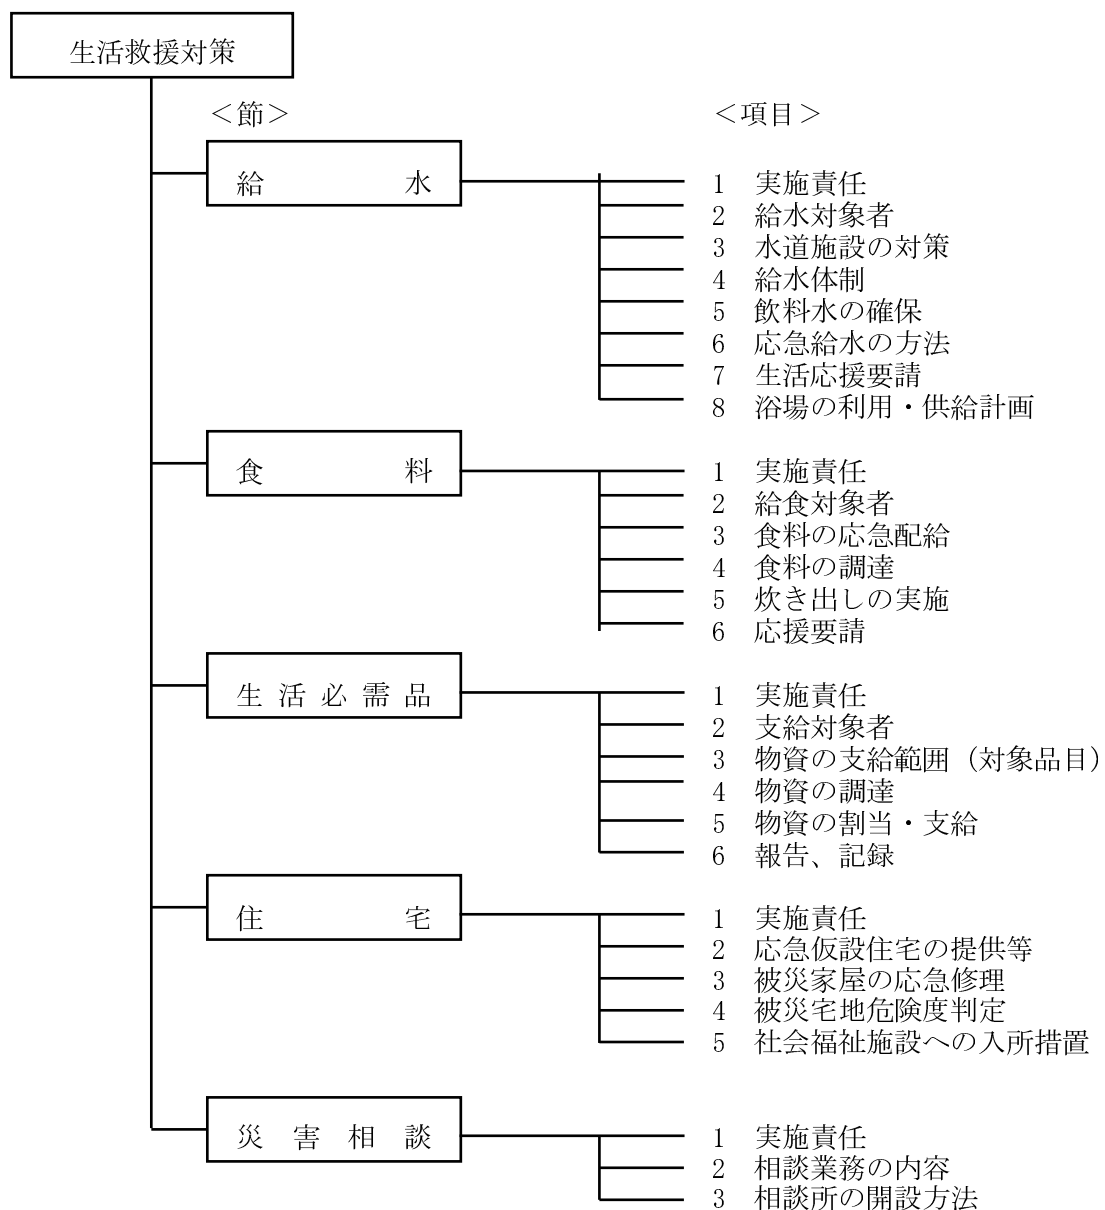 生活救援対策
＜節＞ ＜項目＞
給水
1 実施責任
2 給水対象者
3 水道施設の対策
4 給水体制
5 飲料水の確保
6 応急給水の方法
7 生活応援要請
8 浴場の利用・供給計画
食料
1 実施責任
2 給食対象者
3 食料の応急配給
4 食料の調達
5 炊き出しの実施
6 応援要請
生活必需品
1 実施責任
2 支給対象者
3 物資の支給範囲（対象品目）
4 物資の調達
5 物資の割当・支給
6 報告、記録
住宅
1 実施責任
2 応急仮設住宅の提供等
3 被災家屋の応急修理
4 被災宅地危険度判定
5 社会福祉施設への入所措置
災害相談
1 実施責任
2 相談業務の内容
3 相談所の開設方法